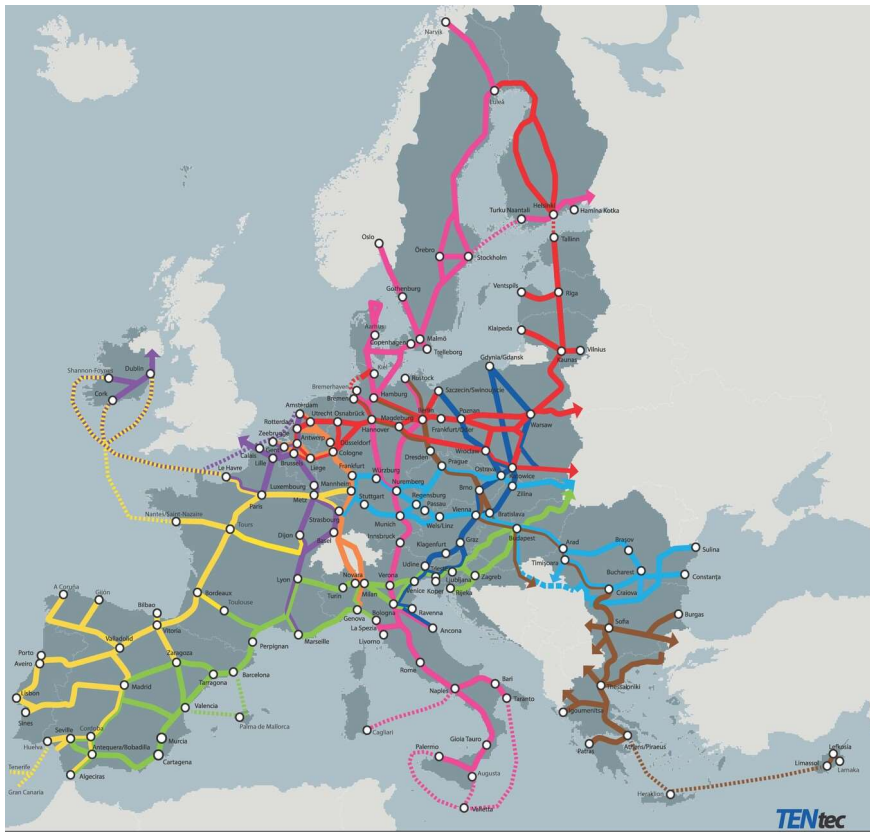 Narvik
Luleå
Oslo
Turku Naantali
Helsinki
Hamina Kotka
Tallinn
Örebro
Stockholm
Guthenburg
Ventspils
Riga
Klaipeda
Aarhus
Copenhagen
Malmö
Trelleborg
Kaunas
Vilnius
Shannon-Foynes
Dublin
Cork
Gdynia/Gdansk
Kiel
Rostock
Bremerhaven
Bremen
Hamburg
Szczecin/Swinoujscie
Amsterdam
Utrecht
Osnabrück
Magdeburg
Berlin
Poznan
Rotterdam
Hannover
Frankfurt/Oder
Warsaw
Zeebrugge
Antwerp
Düsseldorf
Calais
Gent
Cologne
Dresden
Wrocław
Lille
Brussels
Liege
Frankfurt
Prague
Ostrava
Katowice
Le Havre
Würzburg
Luxembourg
Mannheim
Nuremberg
Brno
Zilina
Paris
Metz
Stuttgart
Regensburg
Passau
Nantes/Saint-Nazaire
Strasbourg
Wels/Linz
Vienna
Bratislava
Tours
Munich
Dijon
Basel
Innsbruck
Graz
Budapest
Klagenfurt
Arad
Braşov
Sulina
Udine
Timişoara
Lyon
Novara
Verona
Ljubljana
Zagreb
Bucharest
Constanţa
A Coruña
Gijón
Bordeaux
Turin
Milan
Venice
Koper
Rijeka
Craiova
Bilbao
Toulouse
Genova
Bologna
Ravenna
Burgas
Vitoria
La Spezia
Ancona
Sofia
Porto
Valladolid
Perpignan
Marseille
Livorno
Aveiro
Zaragoza
Rome
Madrid
Tarragona
Barcelona
Bari
Thessaloniki
Lisbon
Naples
Taranto
Sines
Valencia
Palma de Mallorca
Igoumenitsa
Seville
Cordoba
Cagliari
Huelva
Murcia
Gioia Tauro
Patras
Athens/Piraeus
Antequera/Bobadilla
Palermo
Lefkosia
Cartagena
Limassol
Larnaka
Tenerife
Algeciras
Augusta
Gran Canaria
Heraklion
Valletta
TENtec